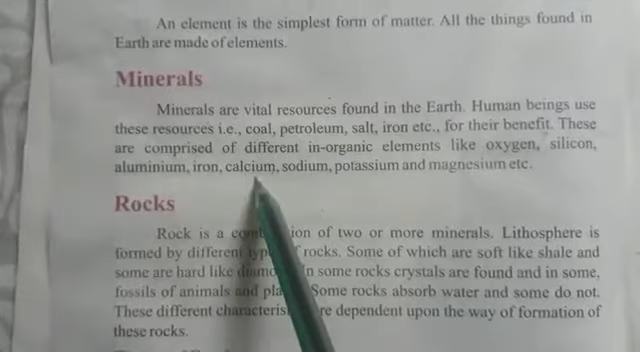 An element is the simplest form of matter. All the things found in
Earth are made of elements.
Minerals
Minerals are vital resources found in the Earth. Human beings use
these resources i.e., coal, petroleum, salt, iron etc., for their benefit. These
are comprised of different in-organic elements like oxygen, silicon,
aluminium, iron, calcium, sodium, potassium and magnesium etc.
Rocks
Rock is a ion of two or more minerals. Lithosphere is
formed by different rocks. Some of which are soft like shale and
some are hard like n some rocks crystals are found and in some,
fossils of animals and Some rocks absorb water and some do not.
These different re dependent upon the way of formation of
these rocks.